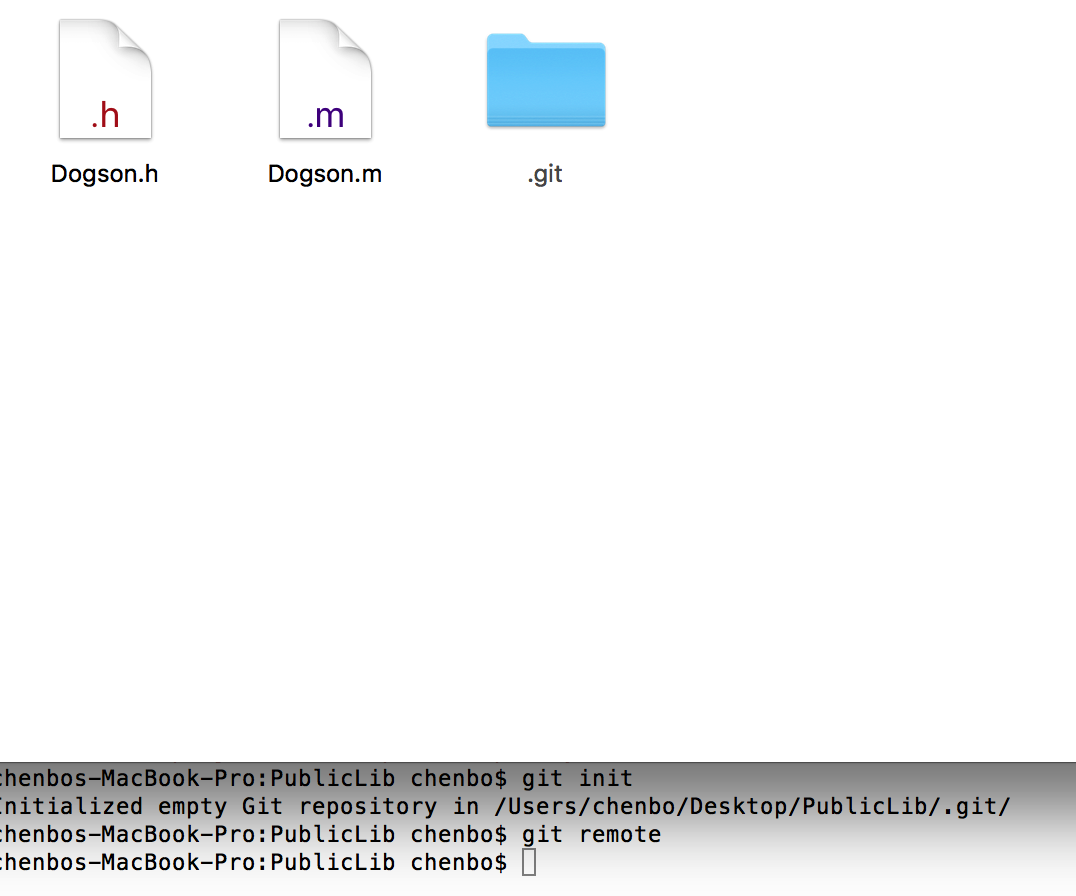 .h
.m
Dogson.h
Dogson.m
.git
chenbos-MacBook-Pro:PublicLib chenbo$ git init
Initialized empty Git repository in /Users/chenbo/Desktop/PublicLib/.git/
chenbos-MacBook-Pro:PublicLib chenbo$ git remote
chenbos-MacBook-Pro:PublicLib chenbo$